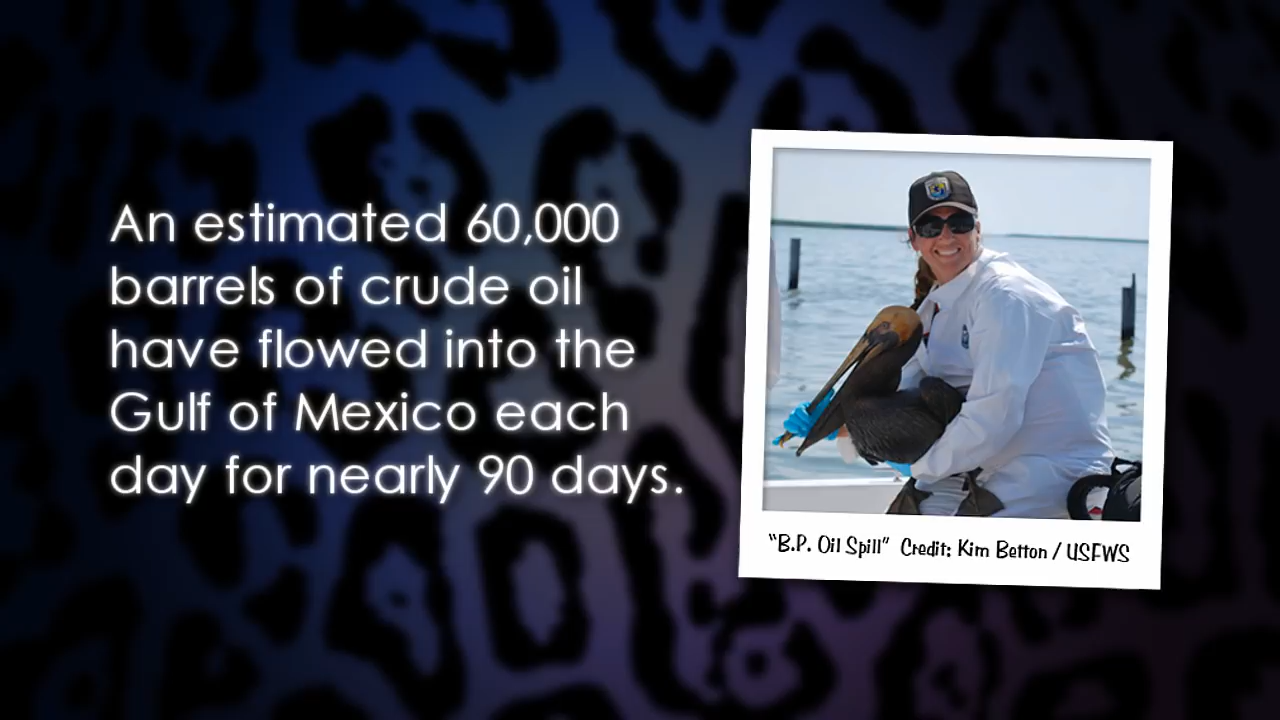 An estimated 60,000
barrels of crude oil
have flowed into the
Gulf of Mexico each
day for nearly 90 days.
"B.P. Oil Spill" Credit: Kim Betton / USFWS